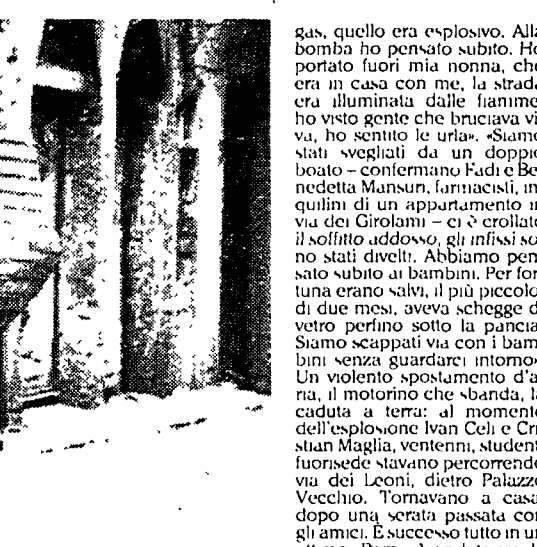 gas, quello era esplosivo. Alla
bomba ho pensato subito. Ho
portato fuori mia nonna, che
era in casa con me, la strada
era illuminata dalle fiamme,
ho visto gente che bruciava vi
va, ho sentito le urla». «Siamo
stati svegliati da un doppio
boato – confermano Fadi e Be
nedetta Mansuri, farmacisti, in
quilini di un appartamento in
via dei Girolami – ci è crollato
il soffitto addosso, gli infissi so
no stati divelti. Abbiamo pen
sato subito ai bambini. Per for
tuna erano salvi, il più piccolo,
di due mesi, aveva schegge di
vetro perfino sotto la pancia.
Siamo scappati via con i bam
bini senza guardarci intorno»
Un violento spostamento d'a
ria, il motorino che sbanda, la
caduta a terra: al momento
dell'esplosione Ivan Celi e Cri
stian Maglia, ventenni, studenti
fuorisede stavano percorrendo
via dei Leoni, dietro Palazzo
Vecchio. Tornavano a casa
dopo una serata passata con
gli amici. È successo tutto in un